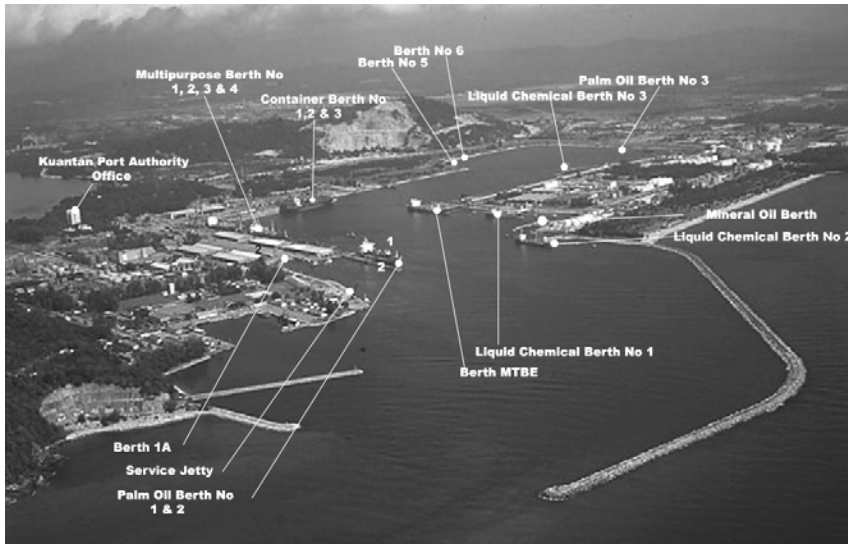 Berth No 6
Berth No 5
Multipurpose Berth No
1, 2, 3 & 4
Palm Oil Berth No 3
Liquid Chemical Berth No 3
Container Berth No
1,2 & 3
Kuantan Port Authority
Office
Mineral Oil Berth
Liquid Chemical Berth No 2
1
2
2
Liquid Chemical Berth No 1
Berth MTBE
Berth 1A
Service Jetty
Palm Oil Berth No
1 & 2